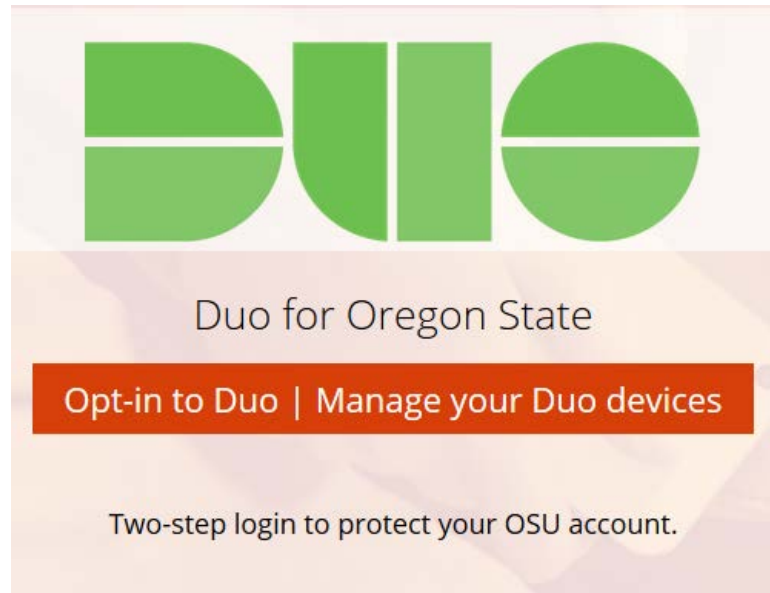 DUO
Duo for Oregon State
Opt-in to Duo | Manage your Duo devices
Two-step login to protect your OSU account.